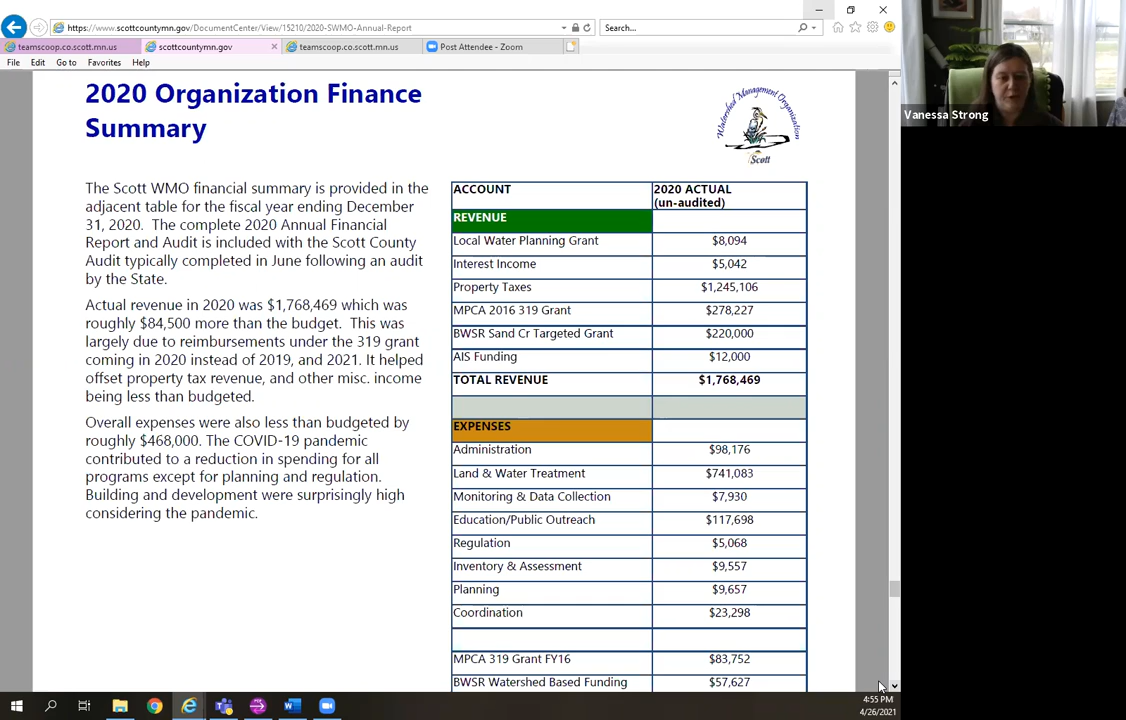 https://www.scottcountymn.gov/DocumentCenter/View/15210/2020-SWMO-Annual-Report
Search...
teamscoop.co.scott.mn.us
scottcountymn.gov
teamscoop.co.scott.mn.us
Post Attendee - Zoom
File Edit Go to Favorites Help
Vanessa Strong
2020 Organization Finance
Summary
Watershed Management Organization
Scott
The Scott WMO financial summary is provided in the
adjacent table for the fiscal year ending December
31, 2020. The complete 2020 Annual Financial
Report and Audit is included with the Scott County
Audit typically completed in June following an audit
by the State.
Actual revenue in 2020 was $1,768,469 which was
roughly $84,500 more than the budget. This was
largely due to reimbursements under the 319 grant
coming in 2020 instead of 2019, and 2021. It helped
offset property tax revenue, and other misc. income
being less than budgeted.
Overall expenses were also less than budgeted by
roughly $468,000. The COVID-19 pandemic
contributed to a reduction in spending for all
programs except for planning and regulation.
Building and development were surprisingly high
considering the pandemic.
ACCOUNT 2020 ACTUAL
(un-audited)
REVENUE
Local Water Planning Grant $8,094
Interest Income $5,042
Property Taxes $1,245,106
MPCA 2016 319 Grant $278,227
BWSR Sand Cr Targeted Grant $220,000
AIS Funding $12,000
TOTAL REVENUE $1,768,469
EXPENSES
Administration $98,176
Land & Water Treatment $741,083
Monitoring & Data Collection $7,930
Education/Public Outreach $117,698
Regulation $5,068
Inventory & Assessment $9,557
Planning $9,657
Coordination $23,298
MPCA 319 Grant FY16 $83,752
BWSR Watershed Based Funding $57,627
4:55 PM
4/26/2021